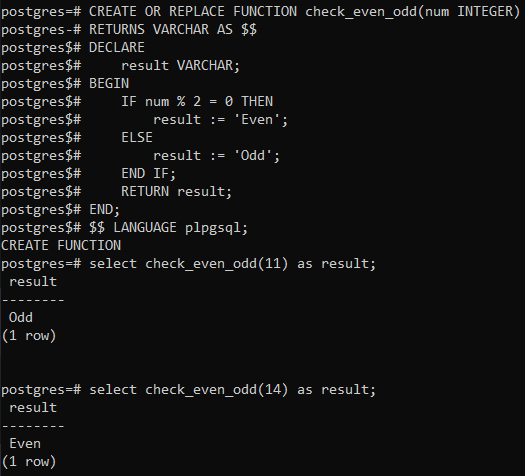 postgres=# CREATE OR REPLACE FUNCTION check_even_odd(num INTEGER)
postgres-# RETURNS VARCHAR AS $$
postgres$# DECLARE
postgres$#     result VARCHAR;
postgres$# BEGIN
postgres$#     IF num % 2 = 0 THEN
postgres$#         result := 'Even';
postgres$#     ELSE
postgres$#         result := 'Odd';
postgres$#     END IF;
postgres$#     RETURN result;
postgres$# END;
postgres$# $$ LANGUAGE plpgsql;
CREATE FUNCTION
postgres=# select check_even_odd(11) as result;
 result
--------
 Odd
(1 row)


postgres=# select check_even_odd(14) as result;
 result
--------
 Even
(1 row)